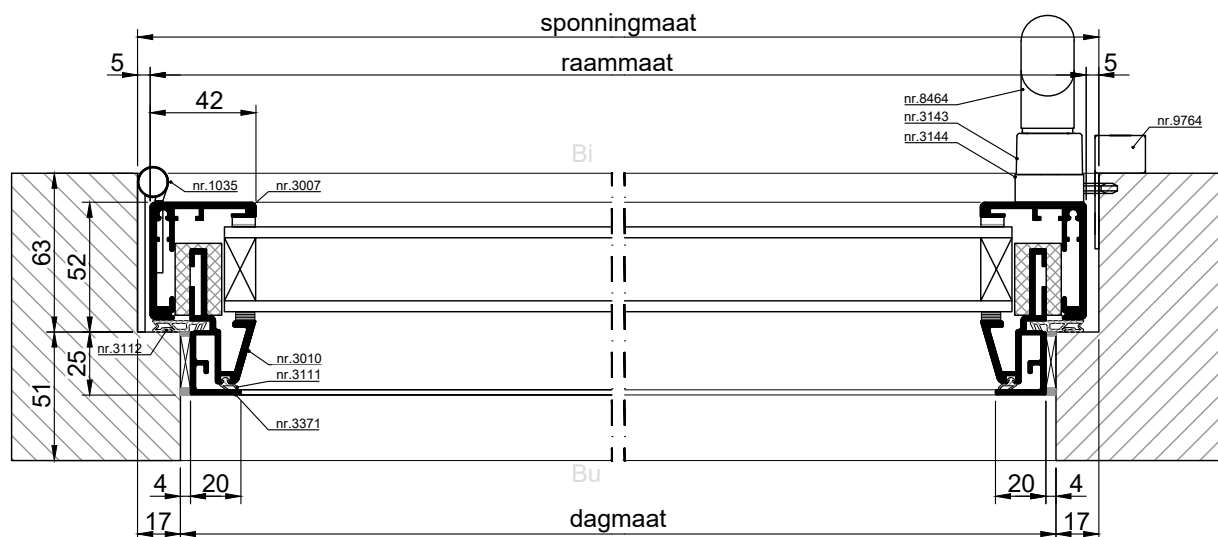 sponningmaat
5
raammaat
5
42
nr.8464
nr.3143
nr.3144
nr.9764
Bi
nr.1035
nr.3007
63
52
nr.3112
nr.3010
25
nr.3111
51
nr.3371
Bu
4
20
20
4
17
dagmaat
17